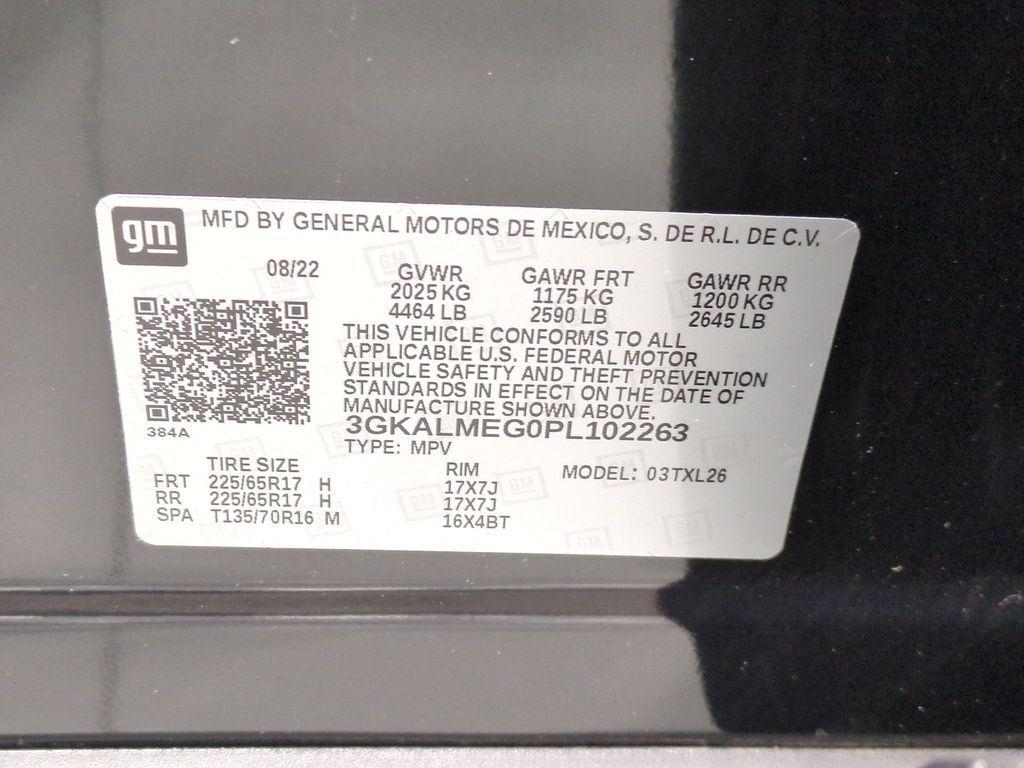 gm
MFD BY GENERAL MOTORS DE MEXICO, S. DE R.L. DE C.V.
08/22 GVWR GAWR FRT GAWR RR
2025 KG 1175 KG 1200 KG
4464 LB 2590 LB 2645 LB
THIS VEHICLE CONFORMS TO ALL
APPLICABLE U.S. FEDERAL MOTOR
VEHICLE SAFETY AND THEFT PREVENTION
STANDARDS IN EFFECT ON THE DATE OF
MANUFACTURE SHOWN ABOVE.
384A
3GKALMEG0PL102263
TYPE: MPV
TIRE SIZE RIM MODEL: 03TXL26
FRT 225/65R17 H 17X7J
RR 225/65R17 H 17X7J
SPA T135/70R16 M 16X4BT